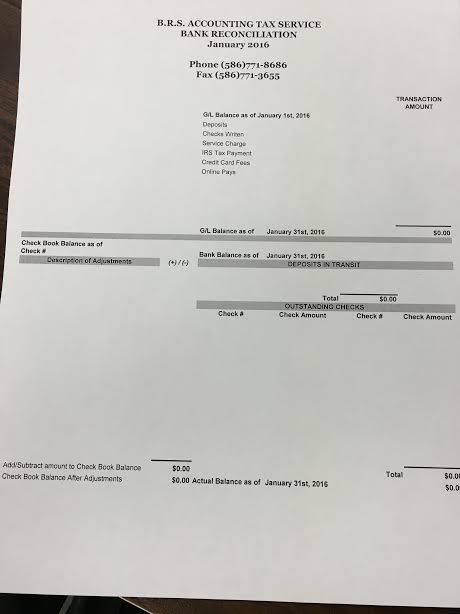 B.R.S. ACCOUNTING TAX SERVICE
BANK RECONCILIATION
January 2016
Phone (586)771-8686
Fax (586)771-3655
TRANSACTION
AMOUNT
G/L Balance as of January 1st, 2016
Deposits
Checks Writen
Service Charge
IRS Tax Payment
Credit Card Fees
Online Pays
G/L Balance as of January 31st, 2016 $0.00
Check Book Balance as of
Check # Bank Balance as of January 31st, 2016
Description of Adjustments (+) / (-) DEPOSITS IN TRANSIT
Total $0.00
OUTSTANDING CHECKS
Check # Check Amount Check # Check Amount
Add/Subtract amount to Check Book Balance $0.00 Total $0.0
Check Book Balance After Adjustments $0.00 Actual Balance as of January 31st, 2016 $0.0